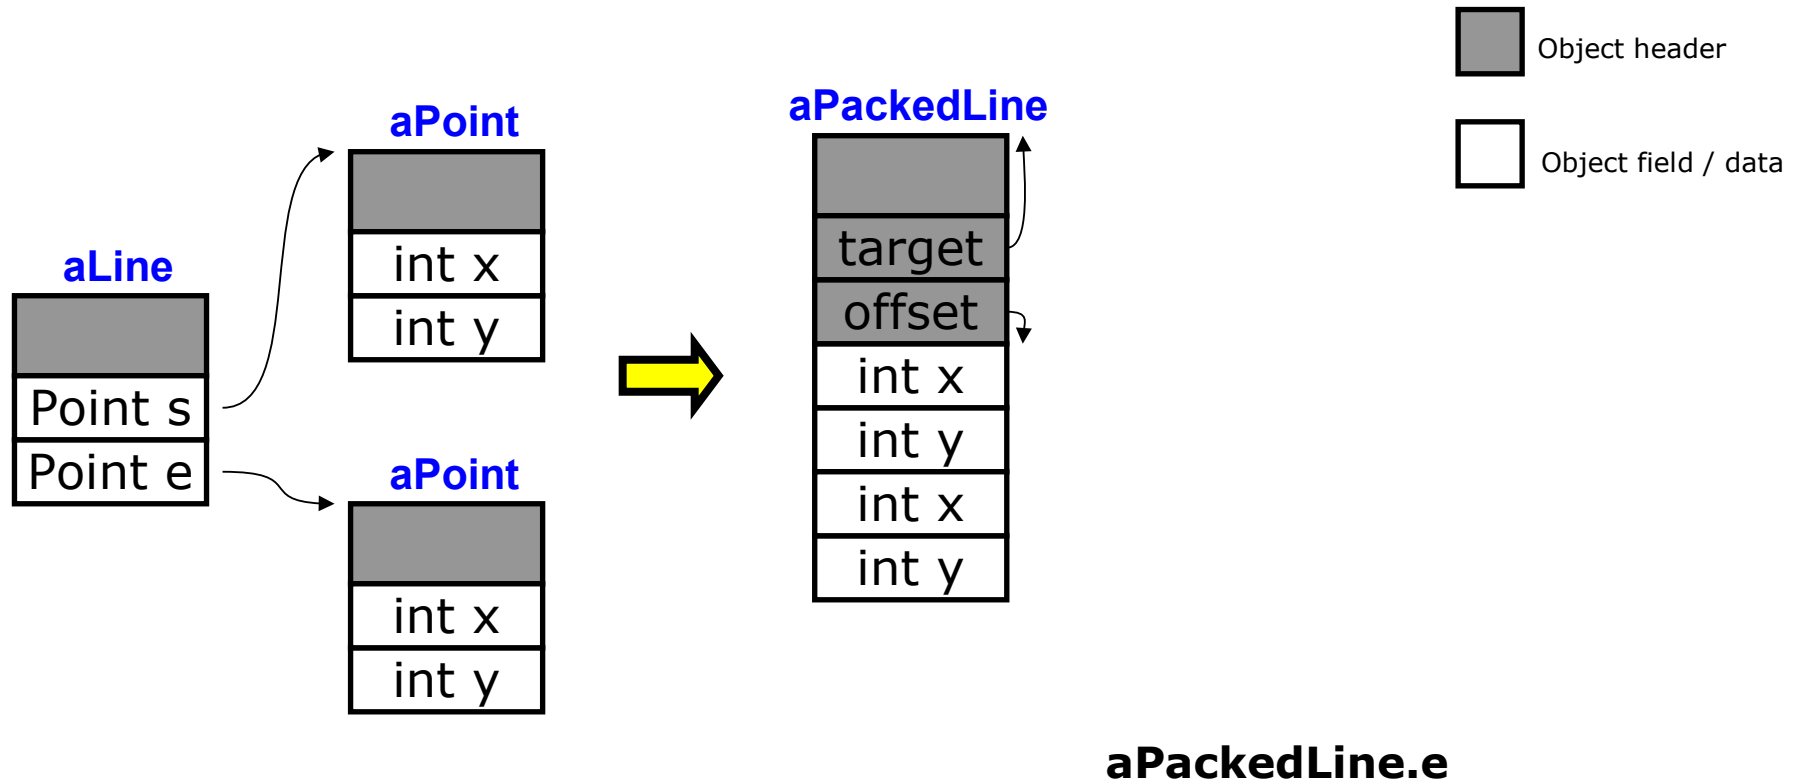 Object header
Object field / data
aLine
Point s
Point e
aPoint
int x
int y
aPoint
int x
int y
aPackedLine
target
offset
int x
int y
int x
int y
aPackedLine.e